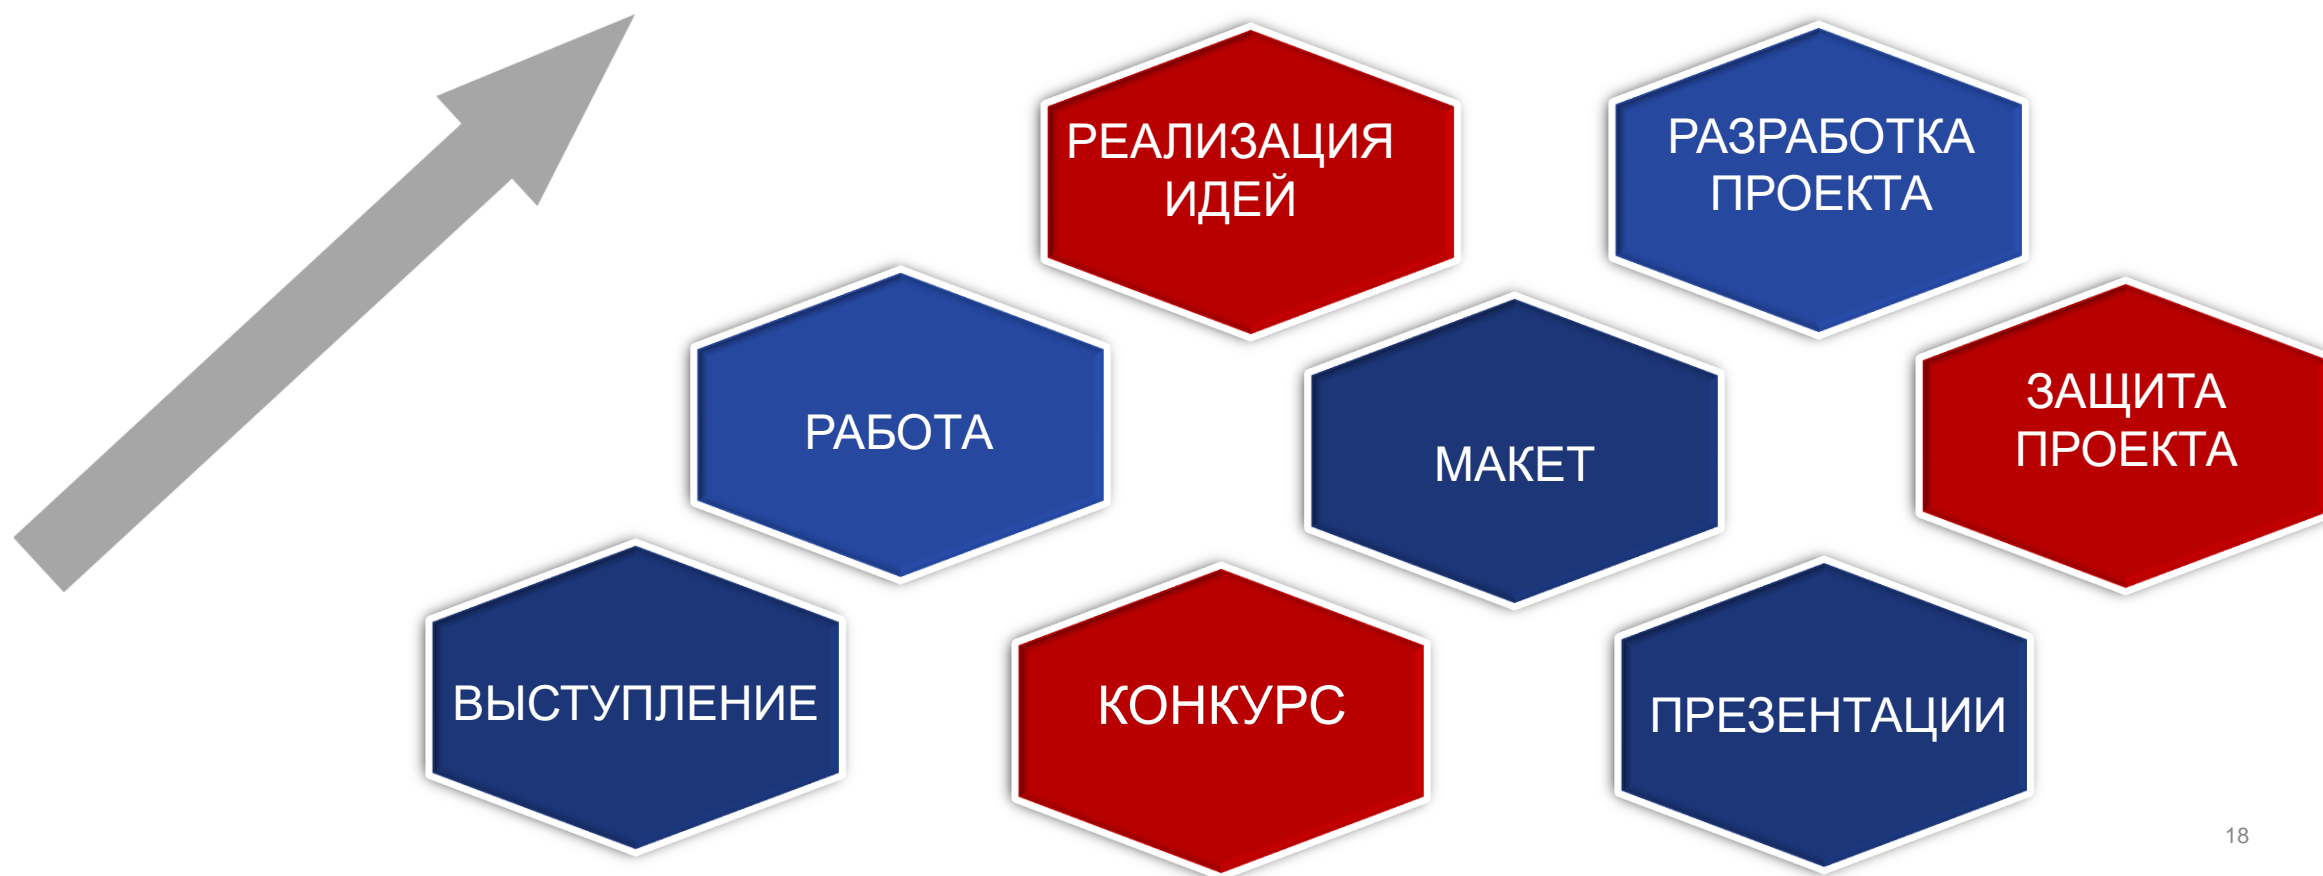 РЕАЛИЗАЦИЯ
ИДЕЙ
РАЗРАБОТКА
ПРОЕКТА
РАБОТА
МАКЕТ
ЗАЩИТА
ПРОЕКТА
ВЫСТУПЛЕНИЕ
КОНКУРС
ПРЕЗЕНТАЦИИ
18